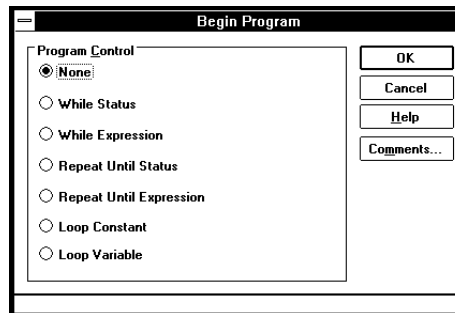 Begin Program
Program Control
None
While Status
While Expression
Repeat Until Status
Repeat Until Expression
Loop Constant
Loop Variable
OK
Cancel
Help
Comments...